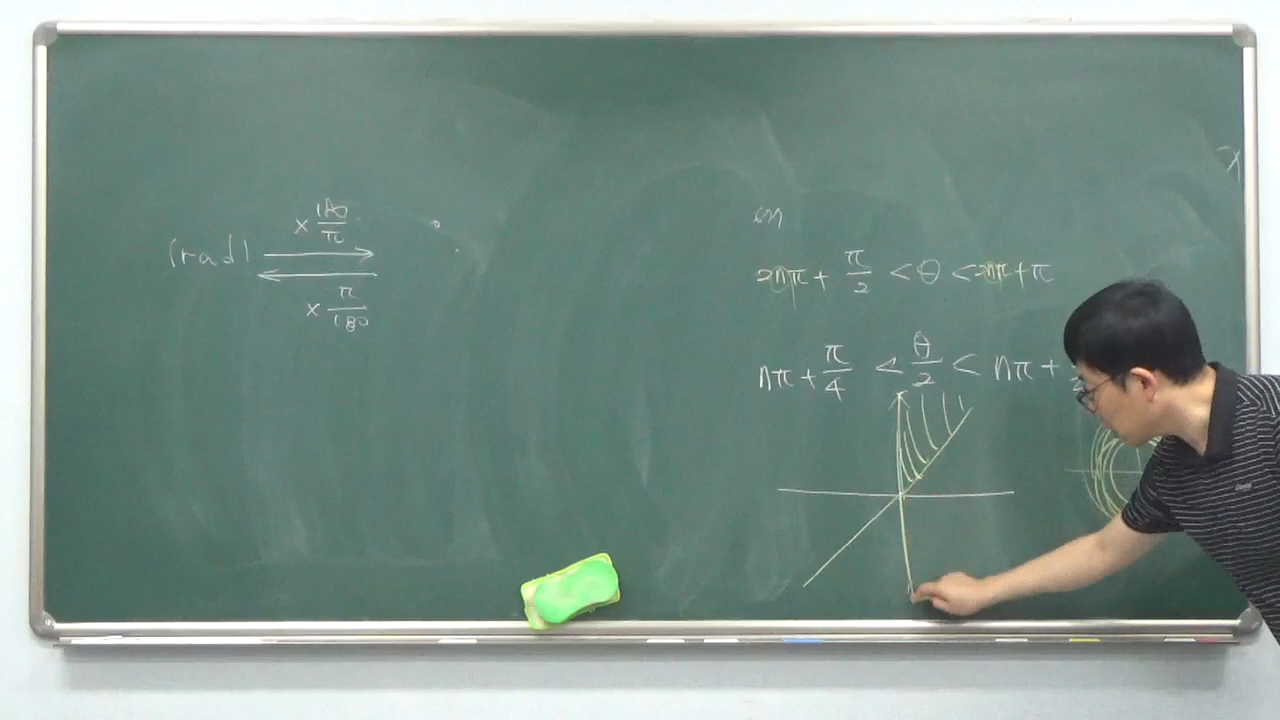 × 180/π
(rad)
× π/180
2nπ + π/2 < θ < 2nπ + π
nπ + π/4 < θ/2 < nπ +
x